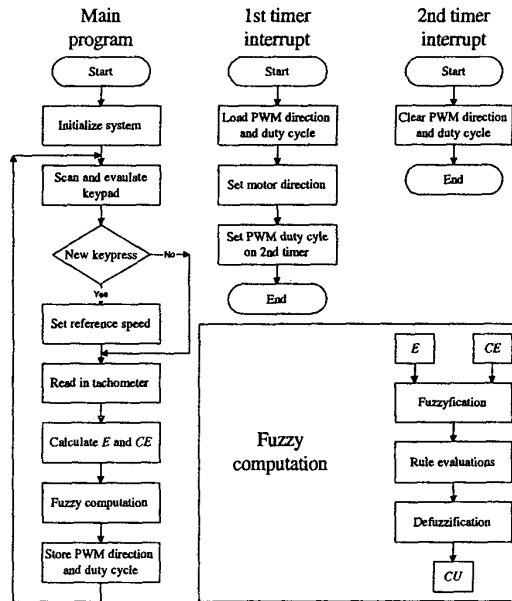 Main
program
Start
Initialize system
Scan and evaulate
keypad
New keypress
No
Yes
Set reference speed
Read in tachometer
Calculate E and CE
Fuzzy computation
Store PWM direction
and duty cycle
1st timer
interrupt
Start
Load PWM direction
and duty cycle
Set motor direction
Set PWM duty cyle
on 2nd timer
End
2nd timer
interrupt
Start
Clear PWM direction
and duty cycle
End
Fuzzy
computation
E
CE
Fuzzyfication
Rule evaluations
Defuzzification
CU